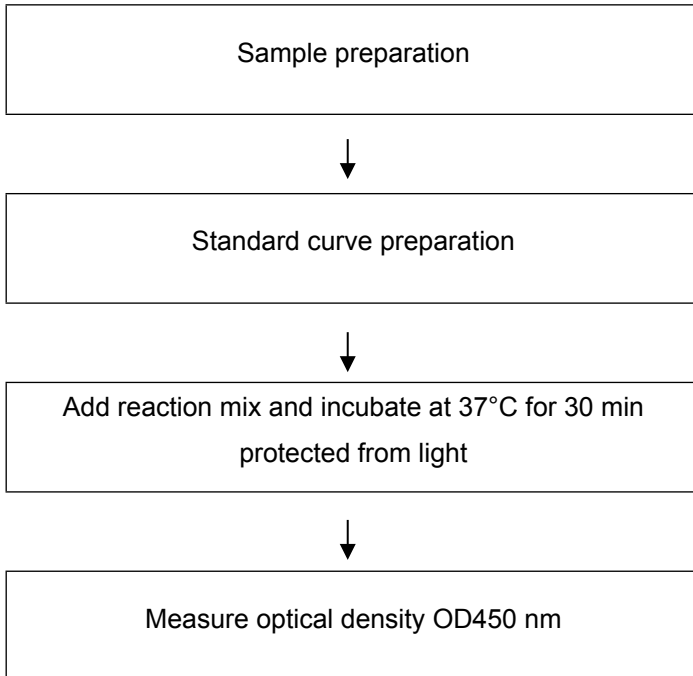 Sample preparation
Standard curve preparation
Add reaction mix and incubate at 37°C for 30 min
protected from light
Measure optical density OD450 nm